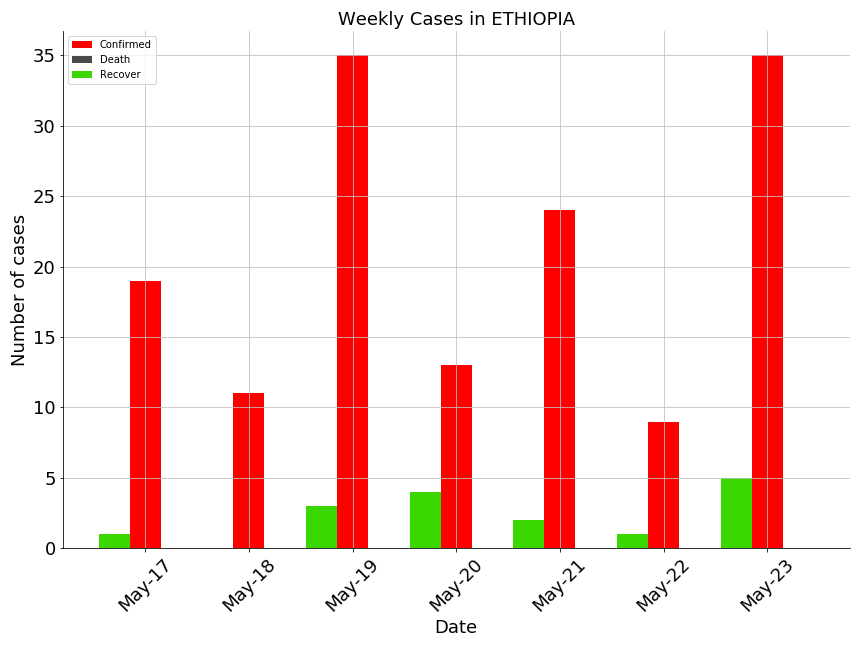 Weekly Cases in ETHIOPIA
Confirmed
Death
Recover
Number of cases
35
30
25
20
15
10
5
0
May-17
May-18
May-19
May-20
May-21
May-22
May-23
Date